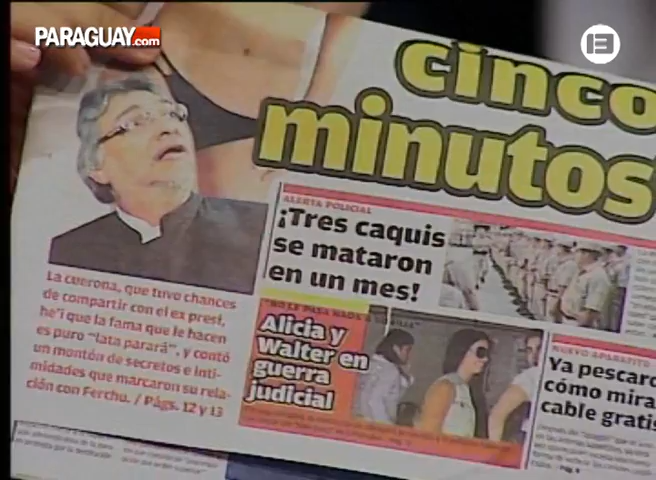 PARAGUAY.com
13
cinco
minutos
ALERTA POLICIAL
¡Tres caquis
se mataron
en un mes!
La cuerona, que tuvo chances
de compartir con el ex presi,
he'i que la fama que le hacen
es puro "lata parará", y contó
un montón de secretos e inti-
midades que marcaron su rela-
ción con Ferchu. / Págs. 12 y 13
"NO LE PASA NADA A
Alicia y
Walter en
guerra
judicial
NUEVO APARATITO
Ya pescaro
cómo mira
cable gratis